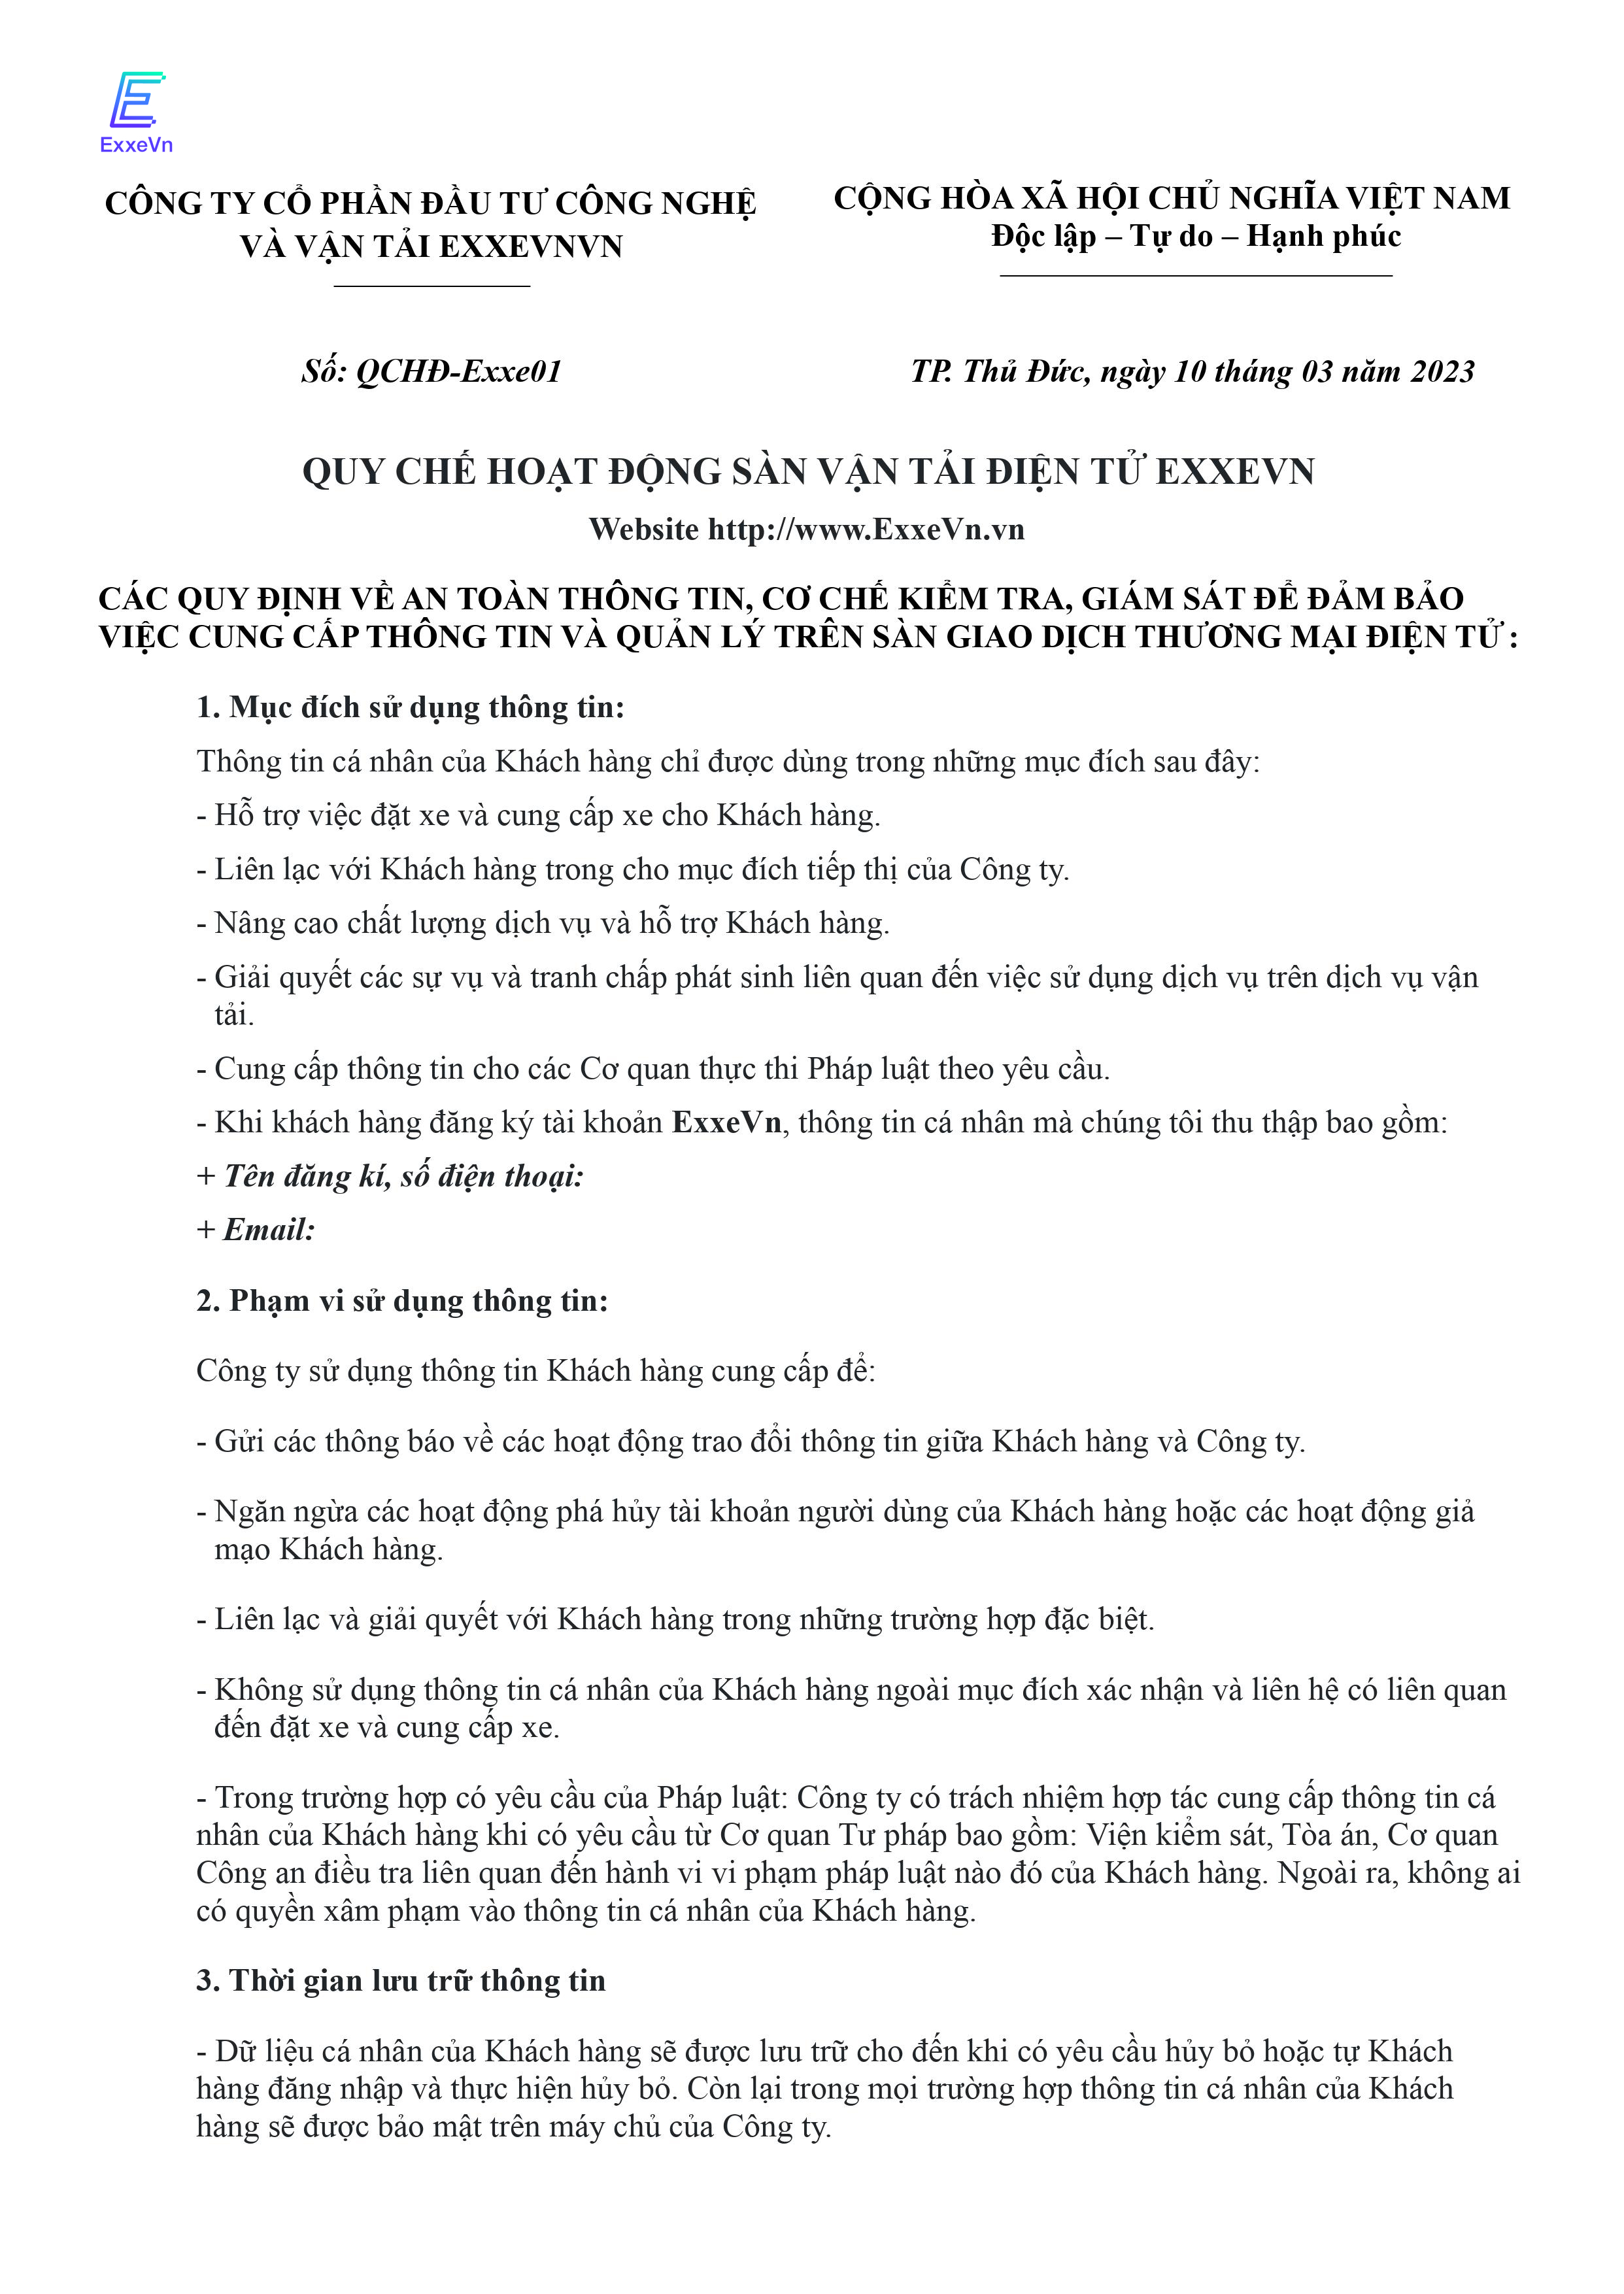 ExxeVn
CÔNG TY CỔ PHẦN ĐẦU TƯ CÔNG NGHỆ
VÀ VẬN TẢI EXXEVNVN
CỘNG HÒA XÃ HỘI CHỦ NGHĨA VIỆT NAM
Độc lập – Tự do – Hạnh phúc
Số: QCHĐ-Exxe01
TP. Thủ Đức, ngày 10 tháng 03 năm 2023
QUY CHẾ HOẠT ĐỘNG SÀN VẬN TẢI ĐIỆN TỬ EXXEVN
Website http://www.ExxeVn.vn
CÁC QUY ĐỊNH VỀ AN TOÀN THÔNG TIN, CƠ CHẾ KIỂM TRA, GIÁM SÁT ĐỂ ĐẢM BẢO
VIỆC CUNG CẤP THÔNG TIN VÀ QUẢN LÝ TRÊN SÀN GIAO DỊCH THƯƠNG MẠI ĐIỆN TỬ :
1. Mục đích sử dụng thông tin:
Thông tin cá nhân của Khách hàng chỉ được dùng trong những mục đích sau đây:
- Hỗ trợ việc đặt xe và cung cấp xe cho Khách hàng.
- Liên lạc với Khách hàng trong cho mục đích tiếp thị của Công ty.
- Nâng cao chất lượng dịch vụ và hỗ trợ Khách hàng.
- Giải quyết các sự vụ và tranh chấp phát sinh liên quan đến việc sử dụng dịch vụ trên dịch vụ vận
tải.
- Cung cấp thông tin cho các Cơ quan thực thi Pháp luật theo yêu cầu.
- Khi khách hàng đăng ký tài khoản ExxeVn, thông tin cá nhân mà chúng tôi thu thập bao gồm:
+ Tên đăng kí, số điện thoại:
+ Email:
2. Phạm vi sử dụng thông tin:
Công ty sử dụng thông tin Khách hàng cung cấp để:
- Gửi các thông báo về các hoạt động trao đổi thông tin giữa Khách hàng và Công ty.
- Ngăn ngừa các hoạt động phá hủy tài khoản người dùng của Khách hàng hoặc các hoạt động giả
mạo Khách hàng.
- Liên lạc và giải quyết với Khách hàng trong những trường hợp đặc biệt.
- Không sử dụng thông tin cá nhân của Khách hàng ngoài mục đích xác nhận và liên hệ có liên quan
đến đặt xe và cung cấp xe.
- Trong trường hợp có yêu cầu của Pháp luật: Công ty có trách nhiệm hợp tác cung cấp thông tin cá
nhân của Khách hàng khi có yêu cầu từ Cơ quan Tư pháp bao gồm: Viện kiểm sát, Tòa án, Cơ quan
Công an điều tra liên quan đến hành vi vi phạm pháp luật nào đó của Khách hàng. Ngoài ra, không ai
có quyền xâm phạm vào thông tin cá nhân của Khách hàng.
3. Thời gian lưu trữ thông tin
- Dữ liệu cá nhân của Khách hàng sẽ được lưu trữ cho đến khi có yêu cầu hủy bỏ hoặc tự Khách
hàng đăng nhập và thực hiện hủy bỏ. Còn lại trong mọi trường hợp thông tin cá nhân của Khách
hàng sẽ được bảo mật trên máy chủ của Công ty.